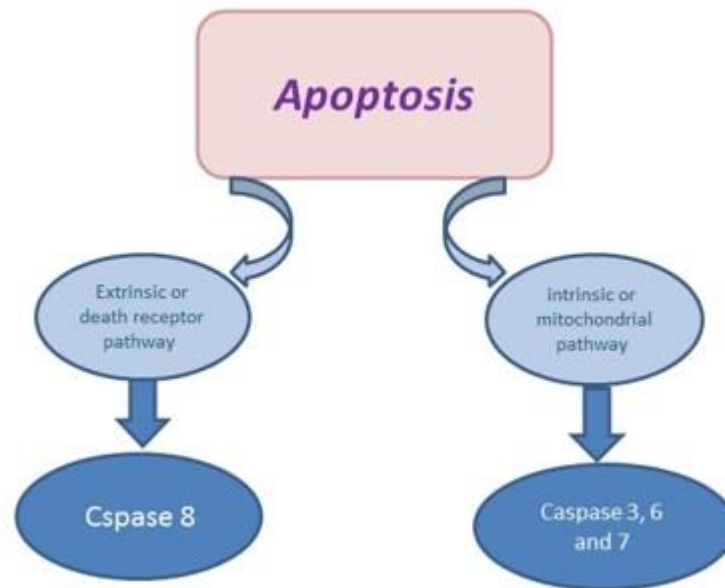 Apoptosis
Extrinsic or
death receptor
pathway
intrinsic or
mitochondrial
pathway
Cspase 8
Caspase 3, 6
and 7